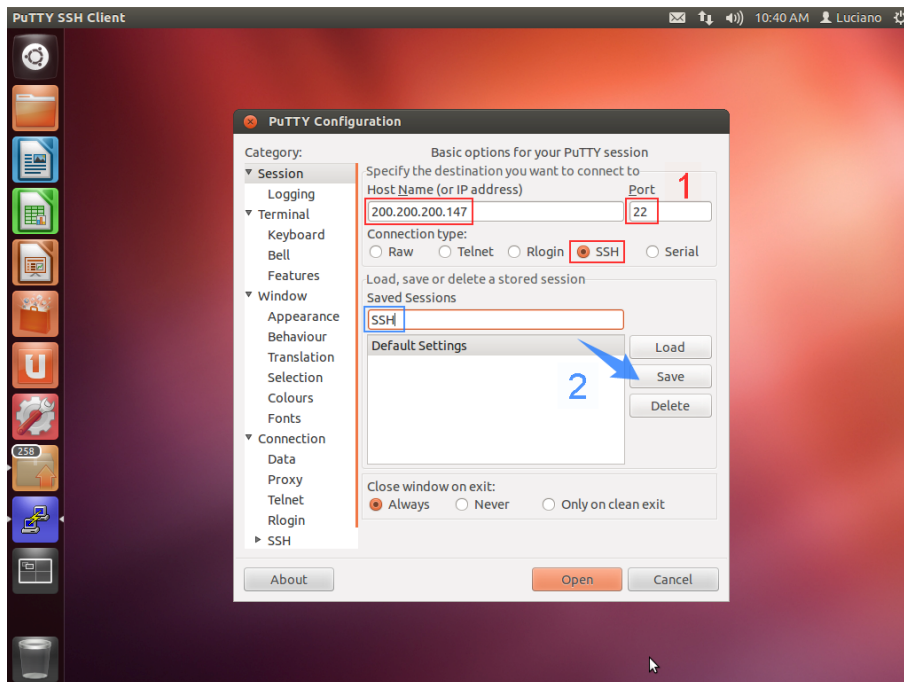 PuTTY SSH Client 10:40 AM Luciano
PuTTY Configuration
Category: Basic options for your PuTTY session
Session
Logging
Terminal
Keyboard
Bell
Features
Window
Appearance
Behaviour
Translation
Selection
Colours
Fonts
Connection
Data
Proxy
Telnet
Rlogin
SSH
Specify the destination you want to connect to
Host Name (or IP address) Port 1
200.200.200.147 22
Connection type:
Raw Telnet Rlogin SSH Serial
Load, save or delete a stored session
Saved Sessions
SSH
Default Settings Load
2 Save
Delete
Close window on exit:
Always Never Only on clean exit
About Open Cancel
258